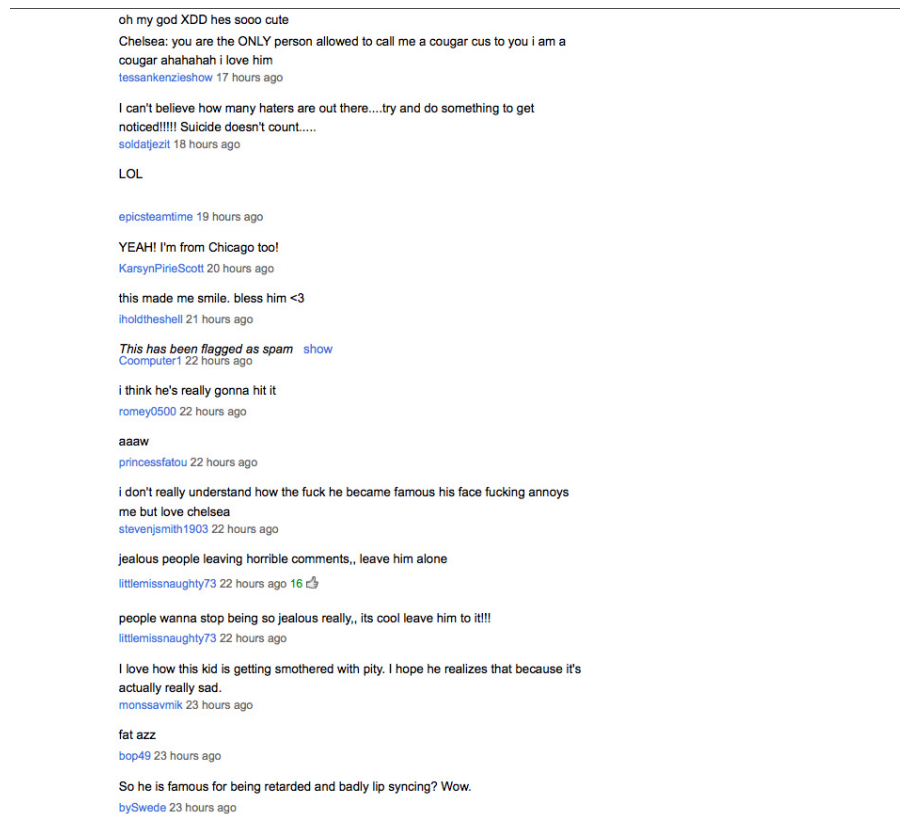 oh my god XDD hes sooo cute
Chelsea: you are the ONLY person allowed to call me a cougar cus to you i am a
cougar ahahahah i love him
tessankenzieshow 17 hours ago
I can't believe how many haters are out there....try and do something to get
noticed!!!!! Suicide doesn't count.....
soldatjezit 18 hours ago
LOL
epicsteamtime 19 hours ago
YEAH! I'm from Chicago too!
KarsynPirieScott 20 hours ago
this made me smile. bless him <3
iholdtheshell 21 hours ago
This has been flagged as spam show
Coomputer1 22 hours ago
i think he's really gonna hit it
romey0500 22 hours ago
aaaw
princessfatou 22 hours ago
i don't really understand how the fuck he became famous his face fucking annoys
me but love chelsea
stevenjsmith1903 22 hours ago
jealous people leaving horrible comments,, leave him alone
littlemissnaughty73 22 hours ago 16
people wanna stop being so jealous really,, its cool leave him to it!!!
littlemissnaughty73 22 hours ago
I love how this kid is getting smothered with pity. I hope he realizes that because it's
actually really sad.
monssavmik 23 hours ago
fat azz
bop49 23 hours ago
So he is famous for being retarded and badly lip syncing? Wow.
bySwede 23 hours ago